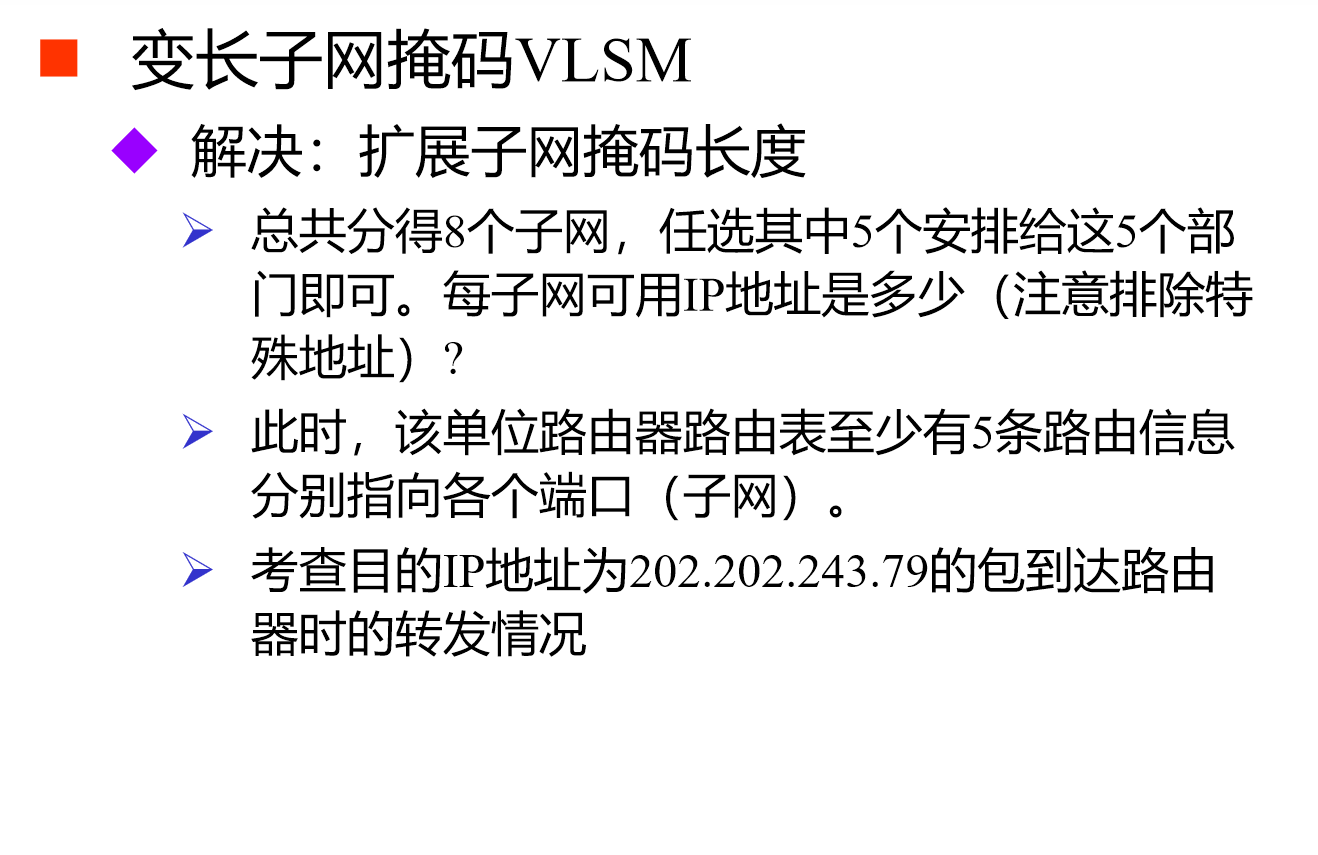 变长子网掩码VLSM
解决：扩展子网掩码长度
总共分得8个子网，任选其中5个安排给这5个部
门即可。每子网可用IP地址是多少（注意排除特
殊地址）?
此时，该单位路由器路由表至少有5条路由信息
分别指向各个端口（子网）。
考查目的IP地址为202.202.243.79的包到达路由
器时的转发情况